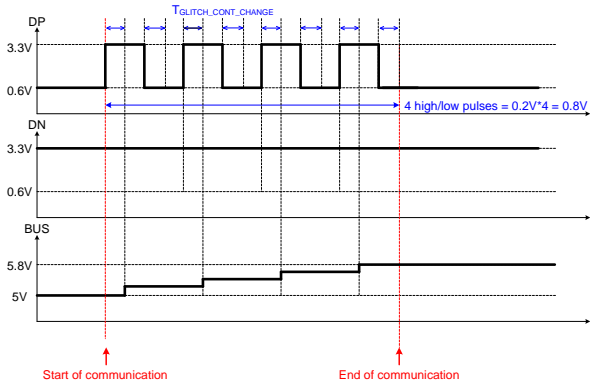 T_GLITCH_CONT_CHANGE
DP
3.3V
0.6V
4 high/low pulses = 0.2V*4 = 0.8V
DN
3.3V
0.6V
BUS
5.8V
5V
Start of communication
End of communication